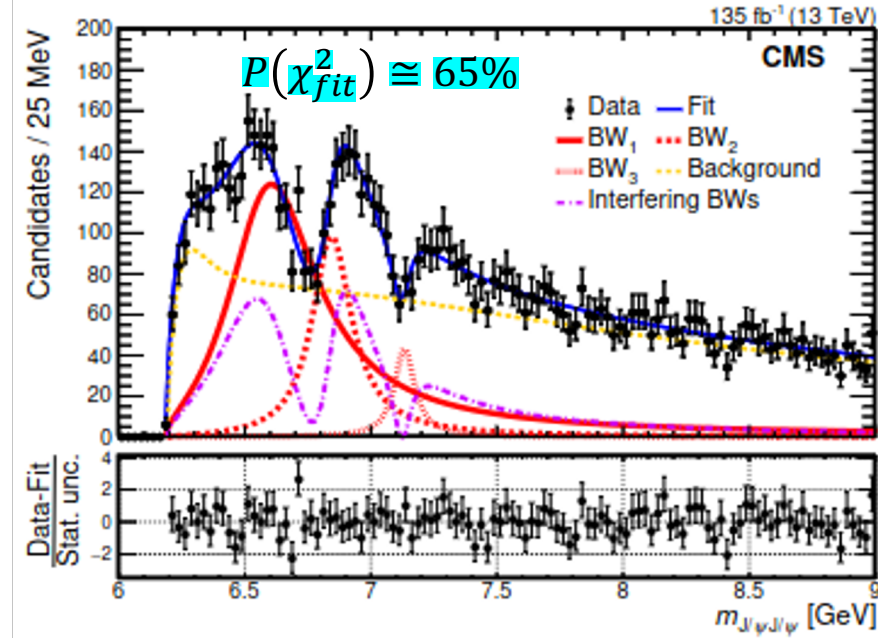 135 fb⁻¹ (13 TeV)
Candidates / 25 MeV
200
180
160
140
120
100
80
60
40
20
0
P(χ²fit) ≅ 65%
CMS
Data
Fit
BW₁
BW₂
BW₃
Background
Interfering BWs
Data-Fit
Stat. unc.
4
2
0
−2
6
6.5
7
7.5
8
8.5
9
m J/ψJ/ψ [GeV]